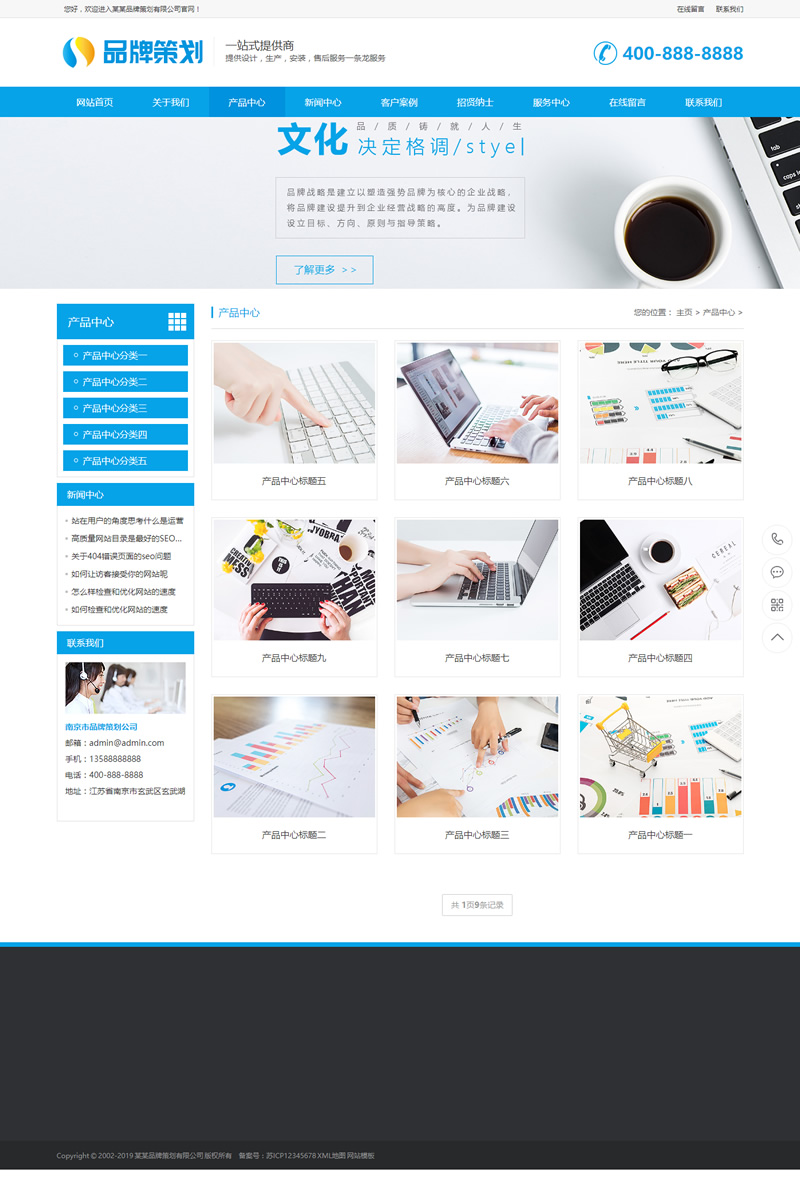 您好，欢迎进入某某品牌策划有限公司官网！
在线留言 联系我们
品牌策划
一站式提供商
提供设计，生产，安装，售后服务一条龙服务
400-888-8888
网站首页 关于我们 产品中心 新闻中心 客户案例 招贤纳士 服务中心 在线留言 联系我们
文化
品 / 质 / 铸 / 就 / 人 / 生
决定格调/styel
品牌战略是建立以塑造强势品牌为核心的企业战略，
将品牌建设提升到企业经营战略的高度。为品牌建设
设立目标、方向、原则与指导策略。
了解更多 >>
产品中心
产品中心分类一
产品中心分类二
产品中心分类三
产品中心分类四
产品中心分类五
新闻中心
站在用户的角度思考什么是运营
高质量网站目录是最好的SEO...
关于404错误页面的seo问题
如何让访客接受你的网站呢
怎么样检查和优化网站的速度
如何检查和优化网站的速度
联系我们
南京市品牌策划公司
邮箱：admin@admin.com
手机：13588888888
电话：400-888-8888
地址：江苏省南京市玄武区玄武湖
产品中心
您的位置： 主页 > 产品中心 >
产品中心标题五
产品中心标题六
产品中心标题八
产品中心标题九
产品中心标题七
产品中心标题四
产品中心标题二
产品中心标题三
产品中心标题一
共 1页9条记录
Copyright © 2002-2019 某某品牌策划有限公司 版权所有 备案号：苏ICP12345678 XML地图 网站模板